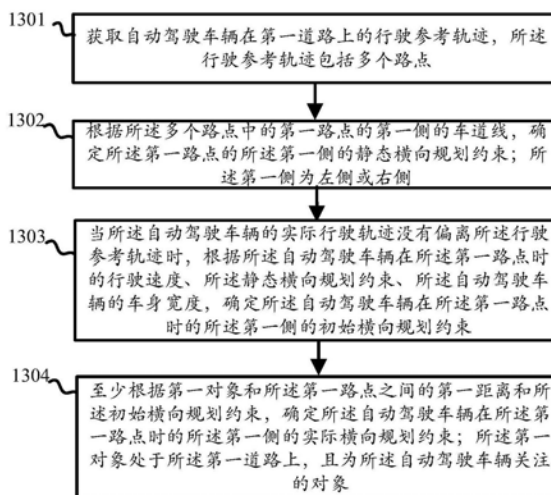 1301
获取自动驾驶车辆在第一道路上的行驶参考轨迹，所述
行驶参考轨迹包括多个路点
1302
根据所述多个路点中的第一路点的第一侧的车道线，确
定所述第一路点的所述第一侧的静态横向规划约束；所
述第一侧为左侧或右侧
1303
当所述自动驾驶车辆的实际行驶轨迹没有偏离所述行驶
参考轨迹时，根据所述自动驾驶车辆在所述第一路点时
的行驶速度、所述静态横向规划约束、所述自动驾驶车
辆的车身宽度，确定所述自动驾驶车辆在所述第一路点
时的所述第一侧的初始横向规划约束
1304
至少根据第一对象和所述第一路点之间的第一距离和所
述初始横向规划约束，确定所述自动驾驶车辆在所述第
一路点时的所述第一侧的实际横向规划约束；所述第一
对象处于所述第一道路上，且为所述自动驾驶车辆关注
的对象